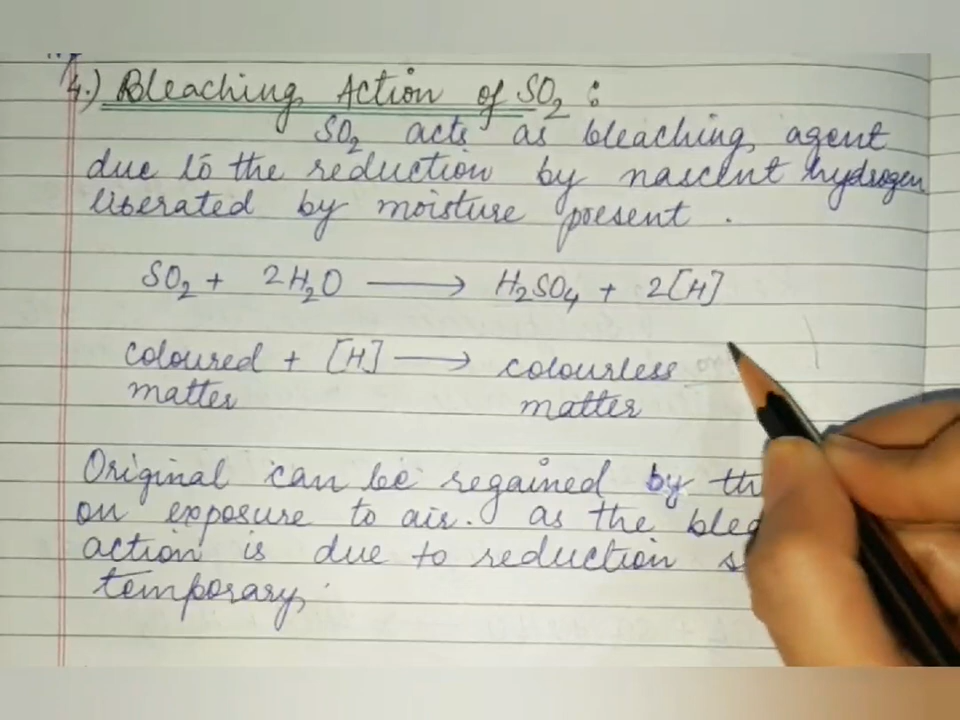 4.) Bleaching Action of SO₂ :
SO₂ acts as bleaching agent
due to the reduction by nascent hydrogen
liberated by moisture present .
SO₂ + 2H₂O ⟶ H₂SO₄ + 2[H]
coloured + [H] ⟶ colourless
matter matter
Original can be regained by
on exposure to air. as the
action is due to reduction
temporary.